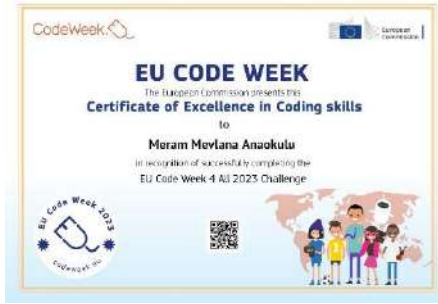 CodeWeek
European
Commission
EU CODE WEEK
The European Commission presents this
Certificate of Excellence in Coding skills
to
Meram Mevlana Anaokulu
in recognition of successfully completing the
EU Code Week 4 All 2023 Challenge
EU Code Week 2023
codeweek.eu